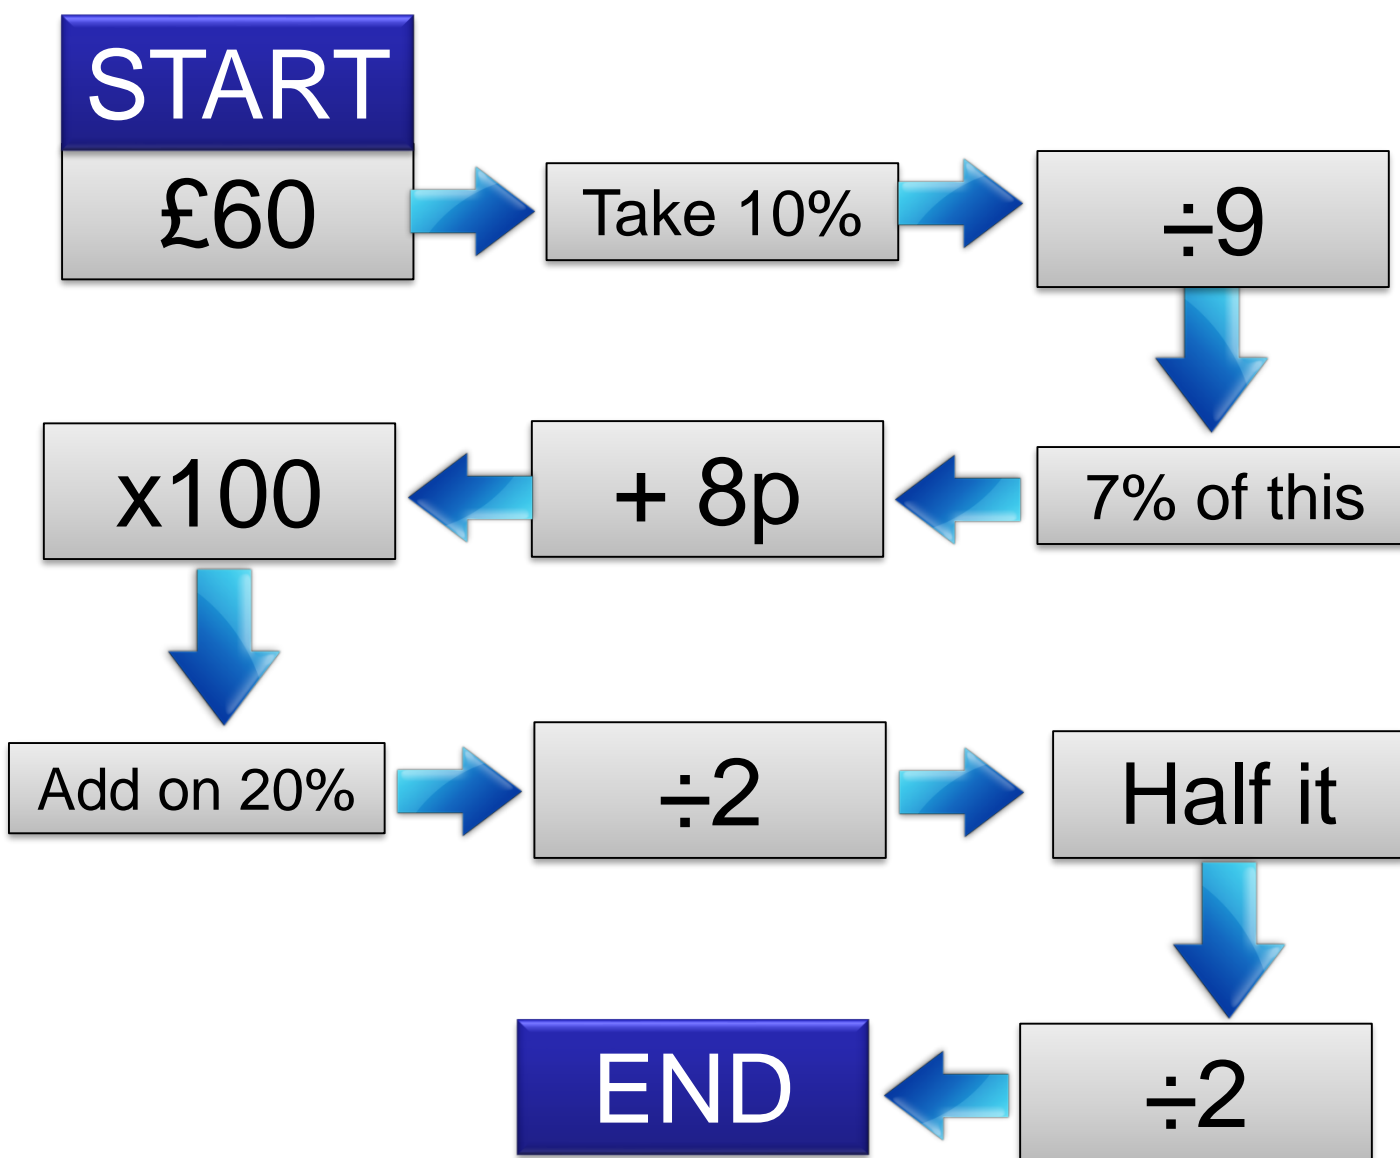 START
£60
Take 10%
÷9
7% of this
+ 8p
x100
Add on 20%
÷2
Half it
÷2
END